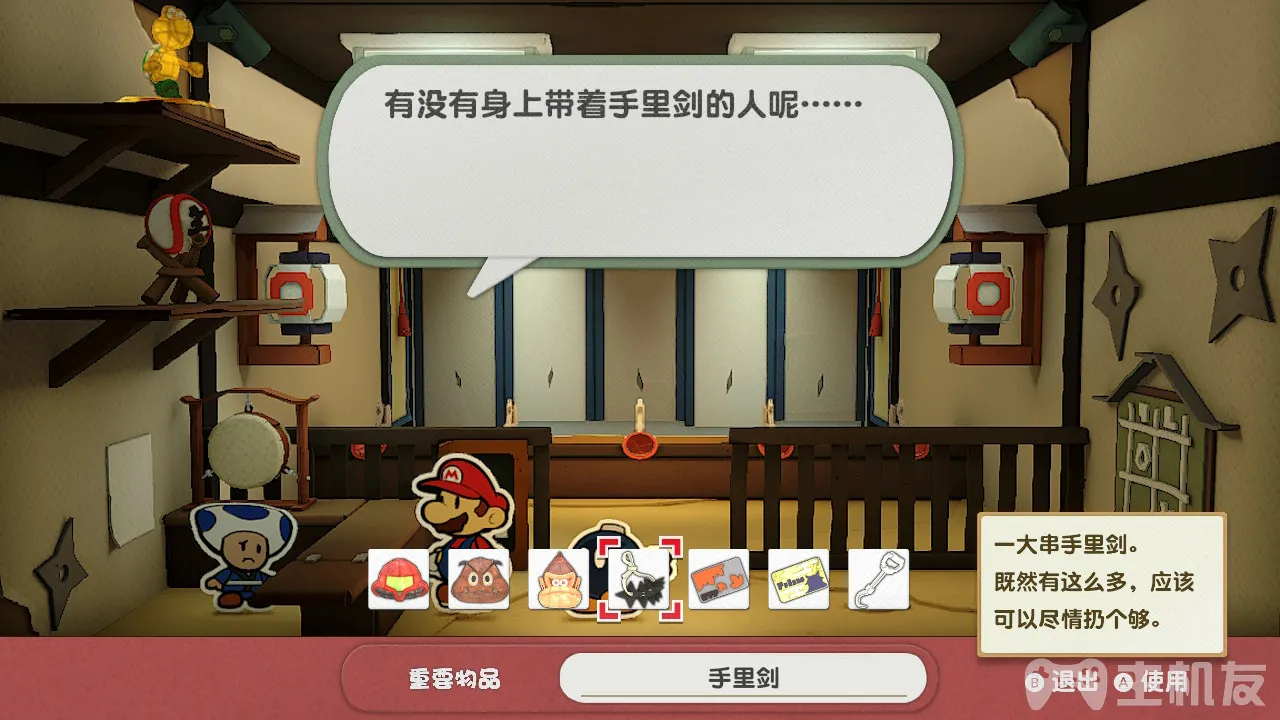 有没有身上带着手里剑的人呢……
一大串手里剑。
既然有这么多，应该
可以尽情扔个够。
重要物品
手里剑
B 退出 A 使用
主机友